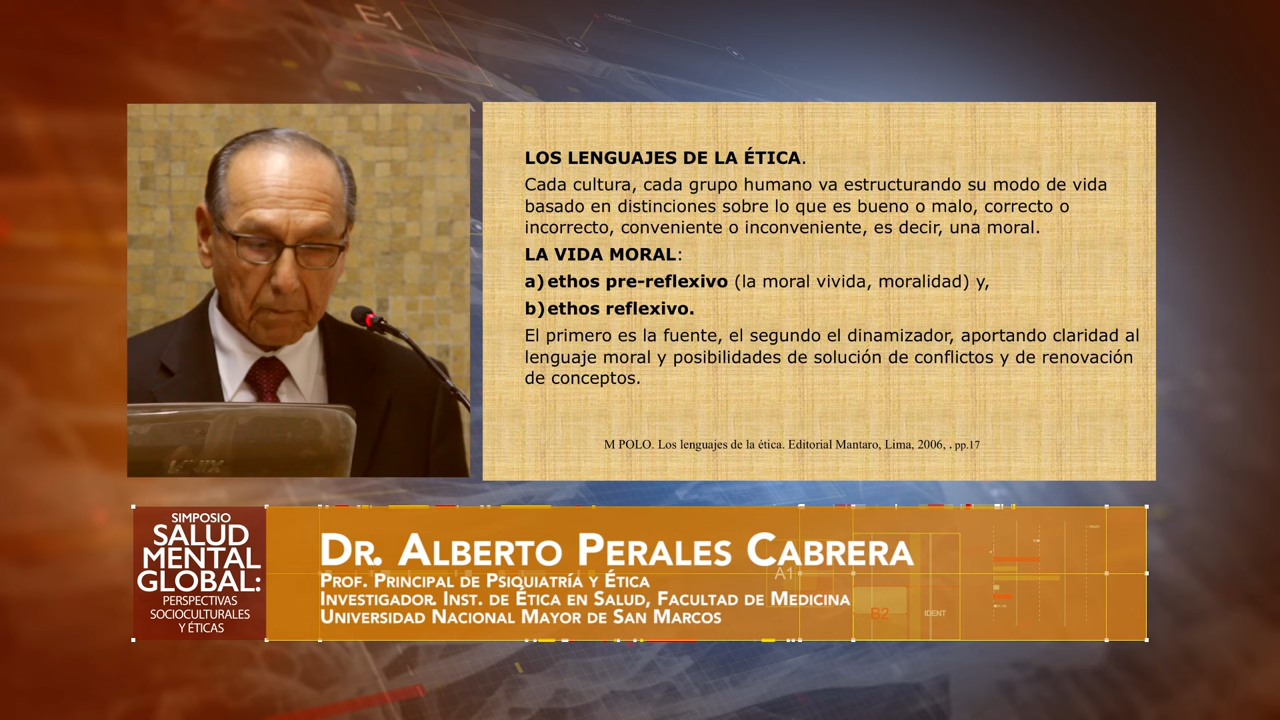 E1
LOS LENGUAJES DE LA ÉTICA.
Cada cultura, cada grupo humano va estructurando su modo de vida
basado en distinciones sobre lo que es bueno o malo, correcto o
incorrecto, conveniente o inconveniente, es decir, una moral.
LA VIDA MORAL:
a) ethos pre-reflexivo (la moral vivida, moralidad) y,
b) ethos reflexivo.
El primero es la fuente, el segundo el dinamizador, aportando claridad al
lenguaje moral y posibilidades de solución de conflictos y de renovación
de conceptos.
M POLO. Los lenguajes de la ética. Editorial Mantaro, Lima, 2006, . pp.17
SIMPOSIO
SALUD
MENTAL
GLOBAL:
PERSPECTIVAS
SOCIOCULTURALES
Y ÉTICAS
DR. ALBERTO PERALES CABRERA
PROF. PRINCIPAL DE PSIQUIATRÍA Y ÉTICA
INVESTIGADOR. INST. DE ÉTICA EN SALUD, FACULTAD DE MEDICINA
UNIVERSIDAD NACIONAL MAYOR DE SAN MARCOS
A1
B2
IDENT